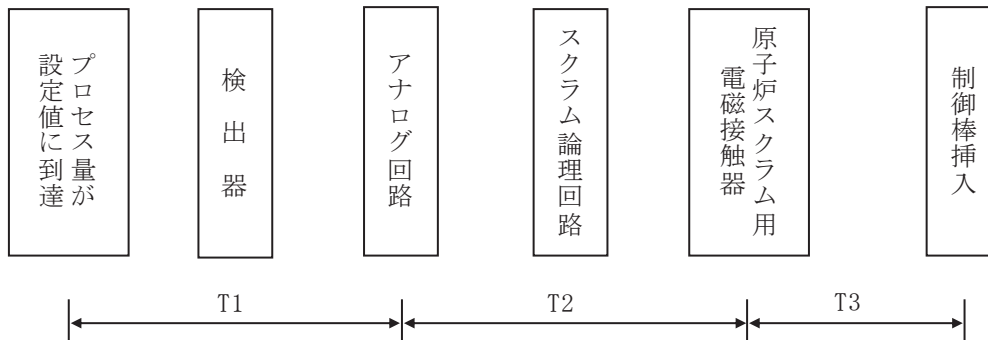 プロセス量が
設定値に到達
検出器
アナログ回路
スクラム論理回路
原子炉スクラム用
電磁接触器
制御棒挿入
T1
T2
T3